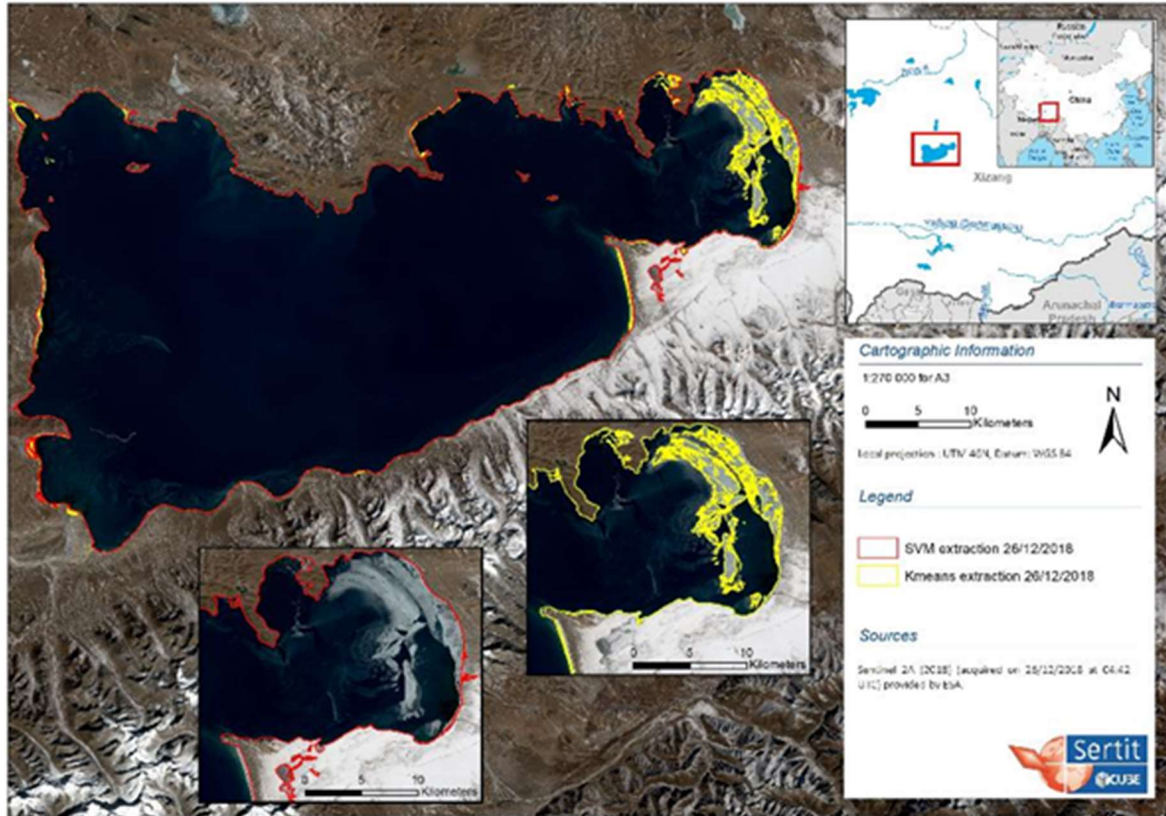 Xizang
China
Arunachal
Pradesh
Cartographic Information
1:270 000 for A3
N
0 5 10
Kilometers
Local projection : UTM 46N, Datum: WGS 84
Legend
SVM extraction 26/12/2018
Kmeans extraction 26/12/2018
Sources
Sentinel 2A (2018) (acquired on 26/12/2018 at 04:42
UTC) provided by ESA.
Sertit
iCUBE
0 5 10
Kilometers
0 5 10
Kilometers